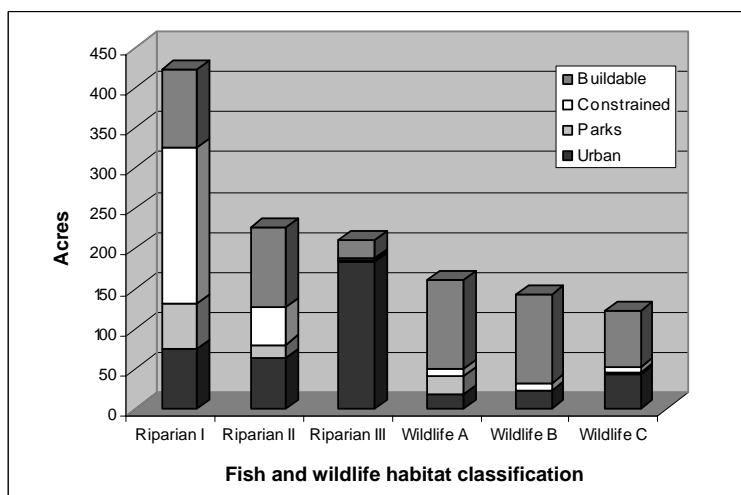 450
400
350
300
250
200
150
100
50
0
Acres
Buildable
Constrained
Parks
Urban
Riparian I Riparian II Riparian III Wildlife A Wildlife B Wildlife C
Fish and wildlife habitat classification